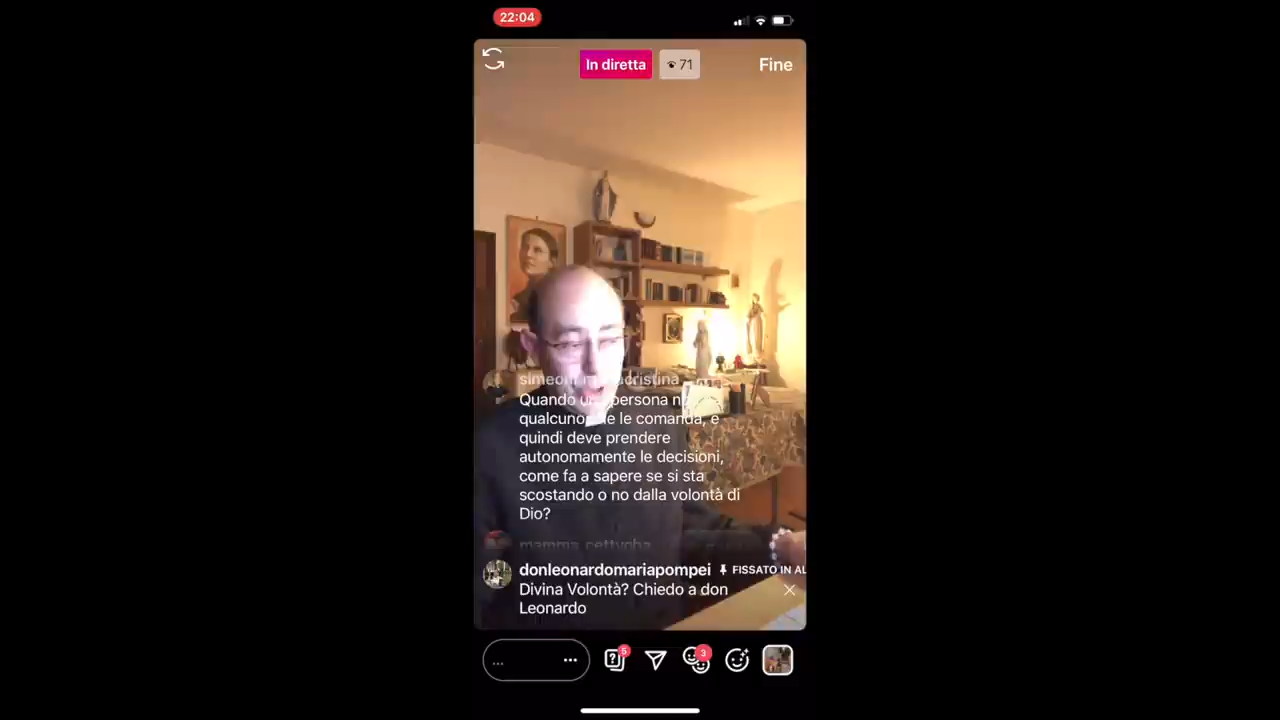 22:04
In diretta
71
Fine
Quando
persona
qualcuno
le comanda, e
quindi deve prendere
autonomamente le decisioni,
come fa a sapere se si sta
scostando o no dalla volontà di
Dio?
mamma_cettypha
donleonardomariapompei FISSATO IN AL
Divina Volontà? Chiedo a don
Leonardo
...
5
3